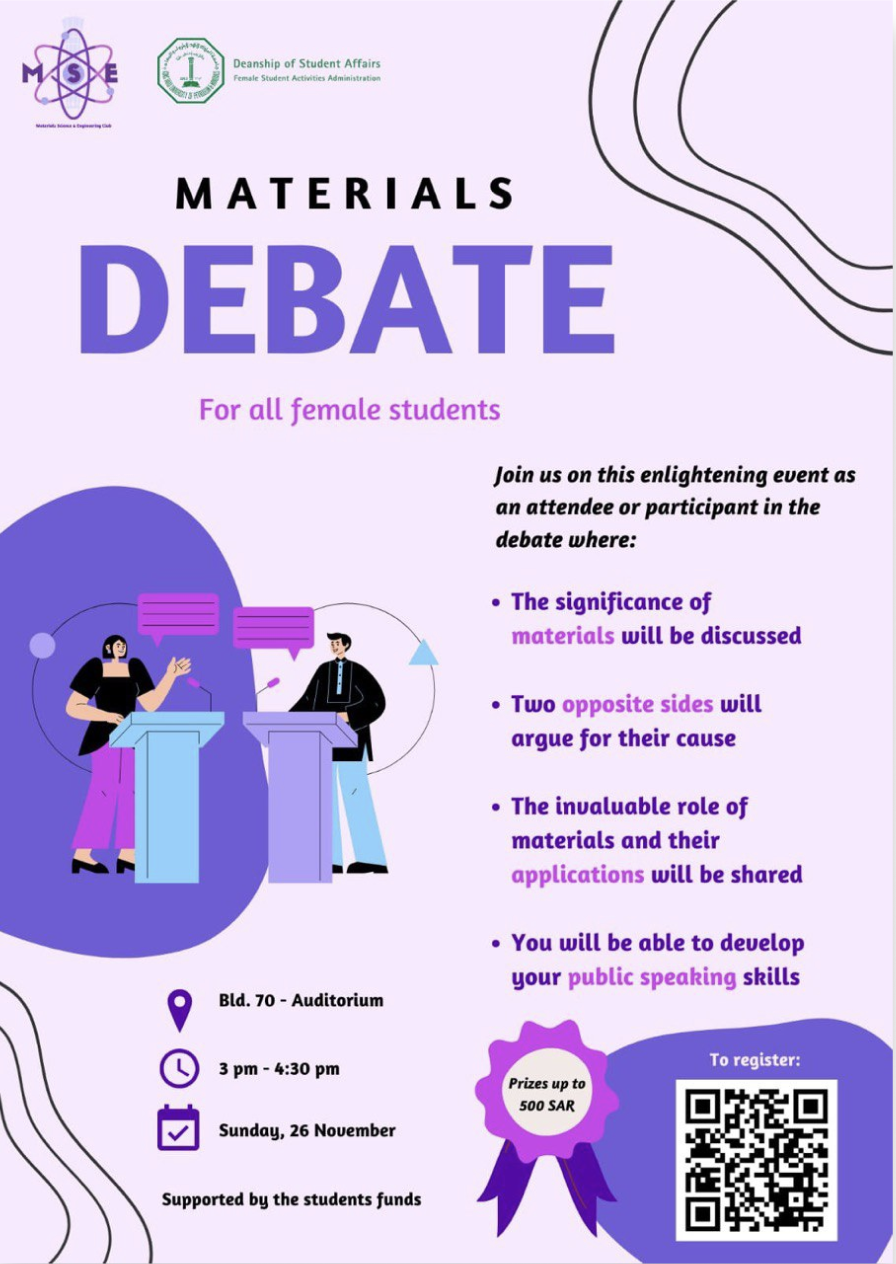 MSE
Materials Science & Engineering Club
Deanship of Student Affairs
Female Student Activities Administration
MATERIALS
DEBATE
For all female students
Join us on this enlightening event as
an attendee or participant in the
debate where:
• The significance of
materials will be discussed
• Two opposite sides will
argue for their cause
• The invaluable role of
materials and their
applications will be shared
• You will be able to develop
your public speaking skills
Bld. 70 - Auditorium
3 pm - 4:30 pm
Sunday, 26 November
Supported by the students funds
Prizes up to
500 SAR
To register: